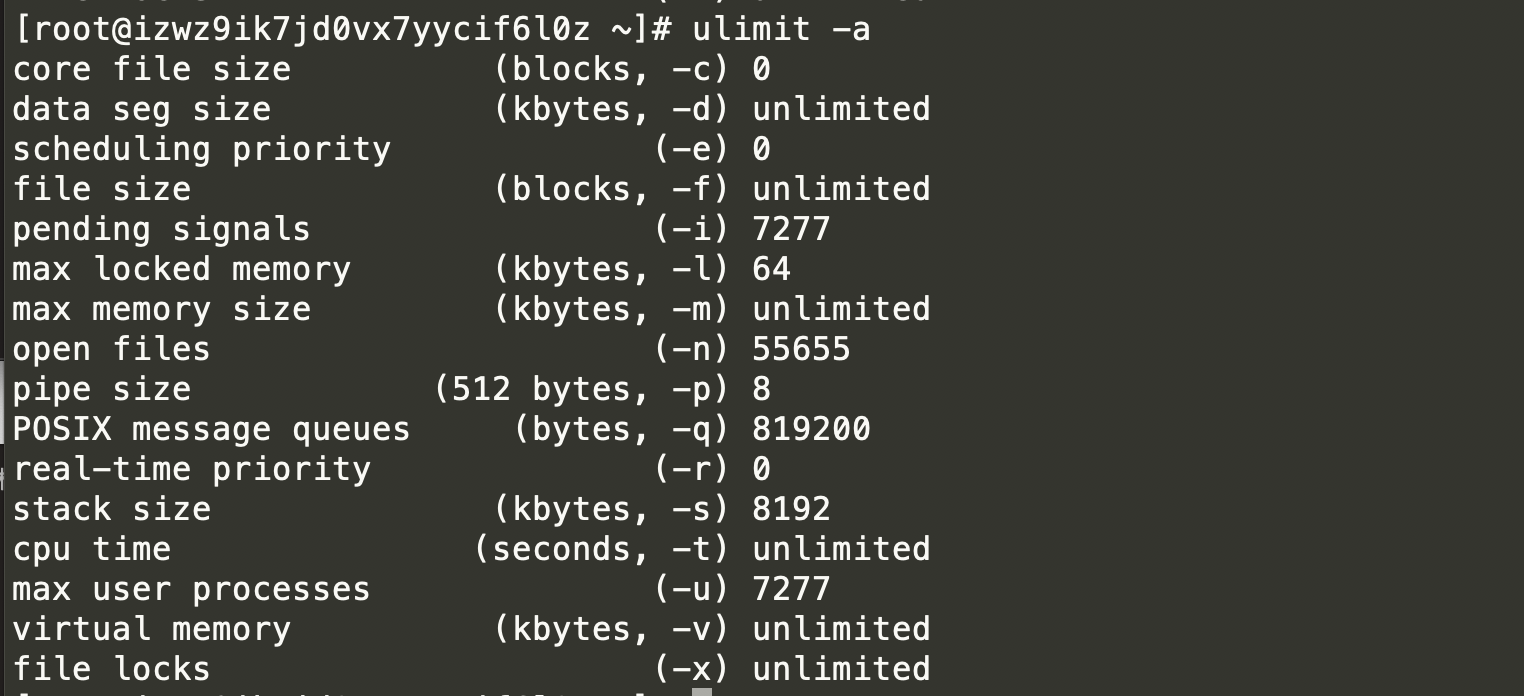 [root@izwz9ik7jd0vx7yycif6l0z ~]# ulimit -a
core file size          (blocks, -c) 0
data seg size           (kbytes, -d) unlimited
scheduling priority             (-e) 0
file size               (blocks, -f) unlimited
pending signals                 (-i) 7277
max locked memory       (kbytes, -l) 64
max memory size         (kbytes, -m) unlimited
open files                      (-n) 55655
pipe size            (512 bytes, -p) 8
POSIX message queues     (bytes, -q) 819200
real-time priority              (-r) 0
stack size              (kbytes, -s) 8192
cpu time               (seconds, -t) unlimited
max user processes              (-u) 7277
virtual memory          (kbytes, -v) unlimited
file locks                      (-x) unlimited